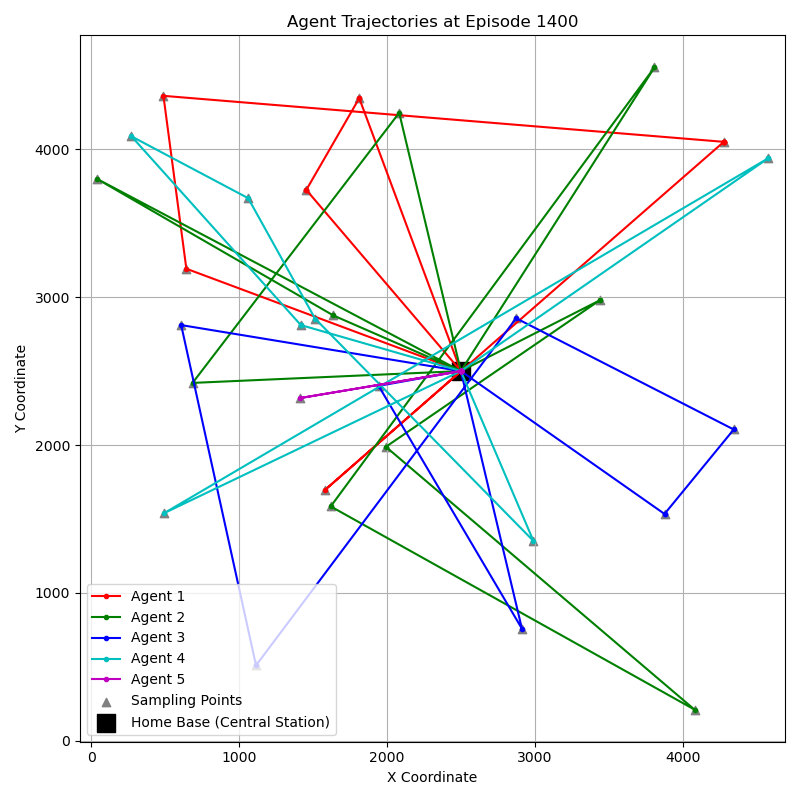 Agent Trajectories at Episode 1400
Y Coordinate
4000
3000
2000
1000
0
Agent 1
Agent 2
Agent 3
Agent 4
Agent 5
Sampling Points
Home Base (Central Station)
0 1000 2000 3000 4000
X Coordinate